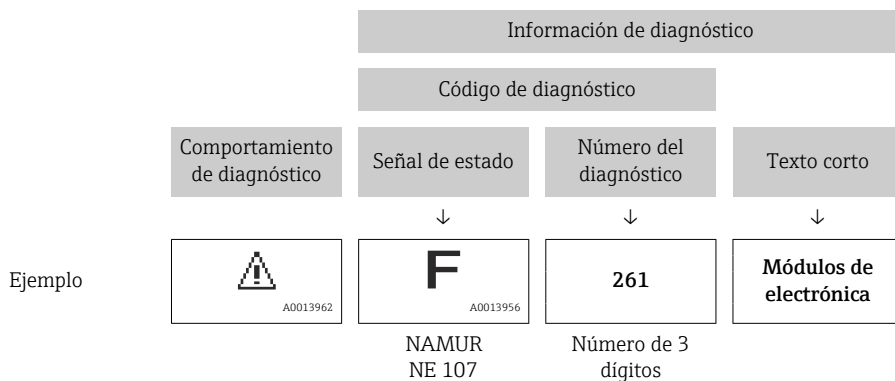 Información de diagnóstico
Código de diagnóstico
Comportamiento
de diagnóstico
Señal de estado
Número del
diagnóstico
Texto corto
↓ ↓ ↓
Ejemplo
A0013962
F
A0013956
261
Módulos de
electrónica
NAMUR
NE 107
Número de 3
dígitos